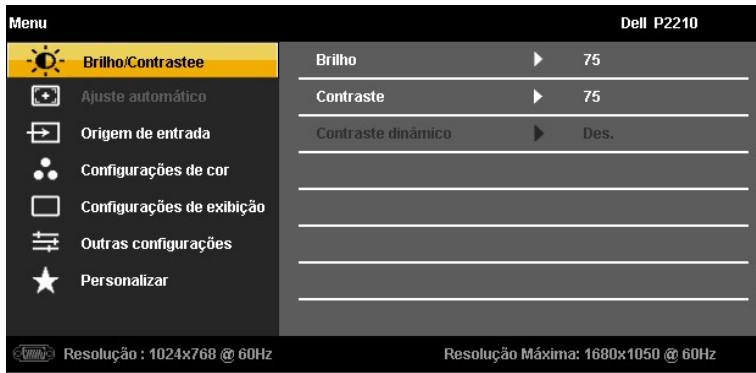 Menu Dell P2210
Brilho/Contrastee Brilho 75
Ajuste automático Contraste 75
Origem de entrada Contraste dinâmico Des.
Configurações de cor
Configurações de exibição
Outras configurações
Personalizar
Resolução : 1024x768 @ 60Hz Resolução Máxima: 1680x1050 @ 60Hz